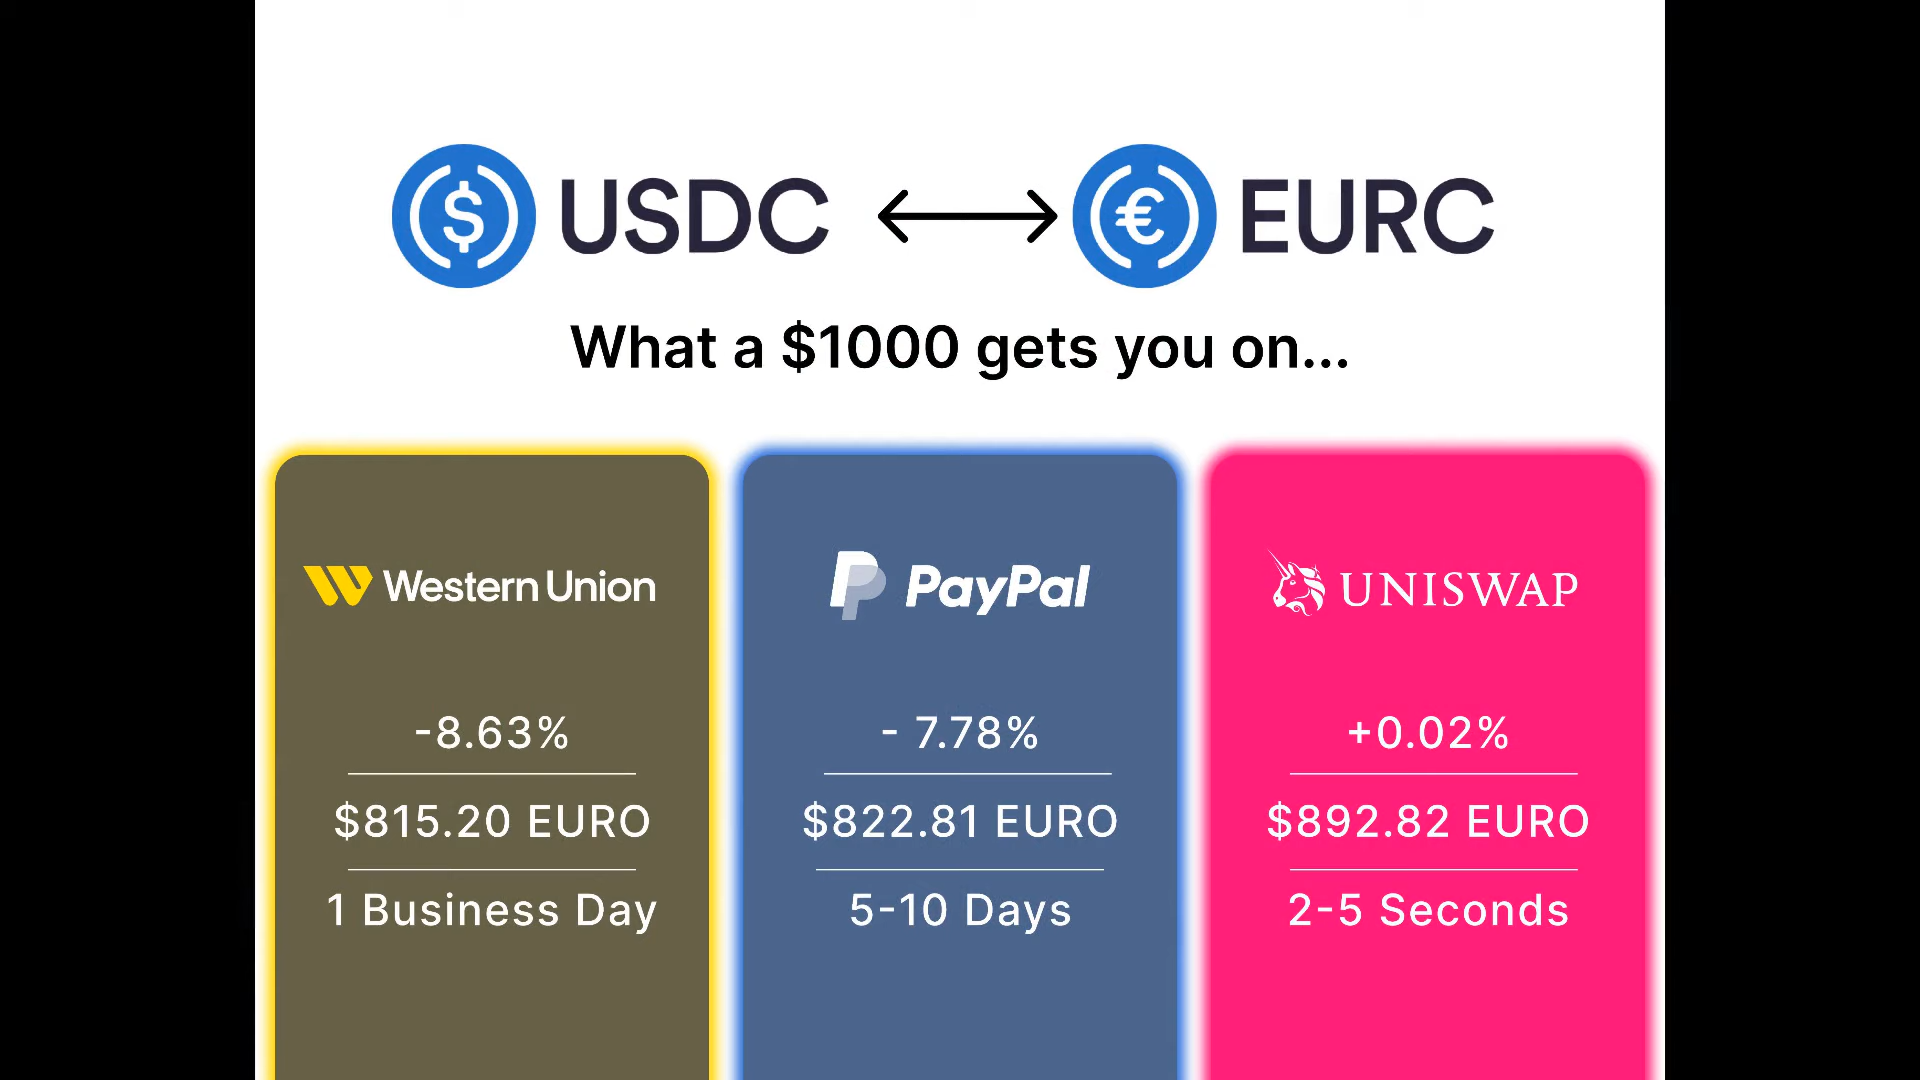 $ USDC € EURC
What a $1000 gets you on...
Western Union
-8.63%
$815.20 EURO
1 Business Day
PayPal
- 7.78%
$822.81 EURO
5-10 Days
UNISWAP
+0.02%
$892.82 EURO
2-5 Seconds